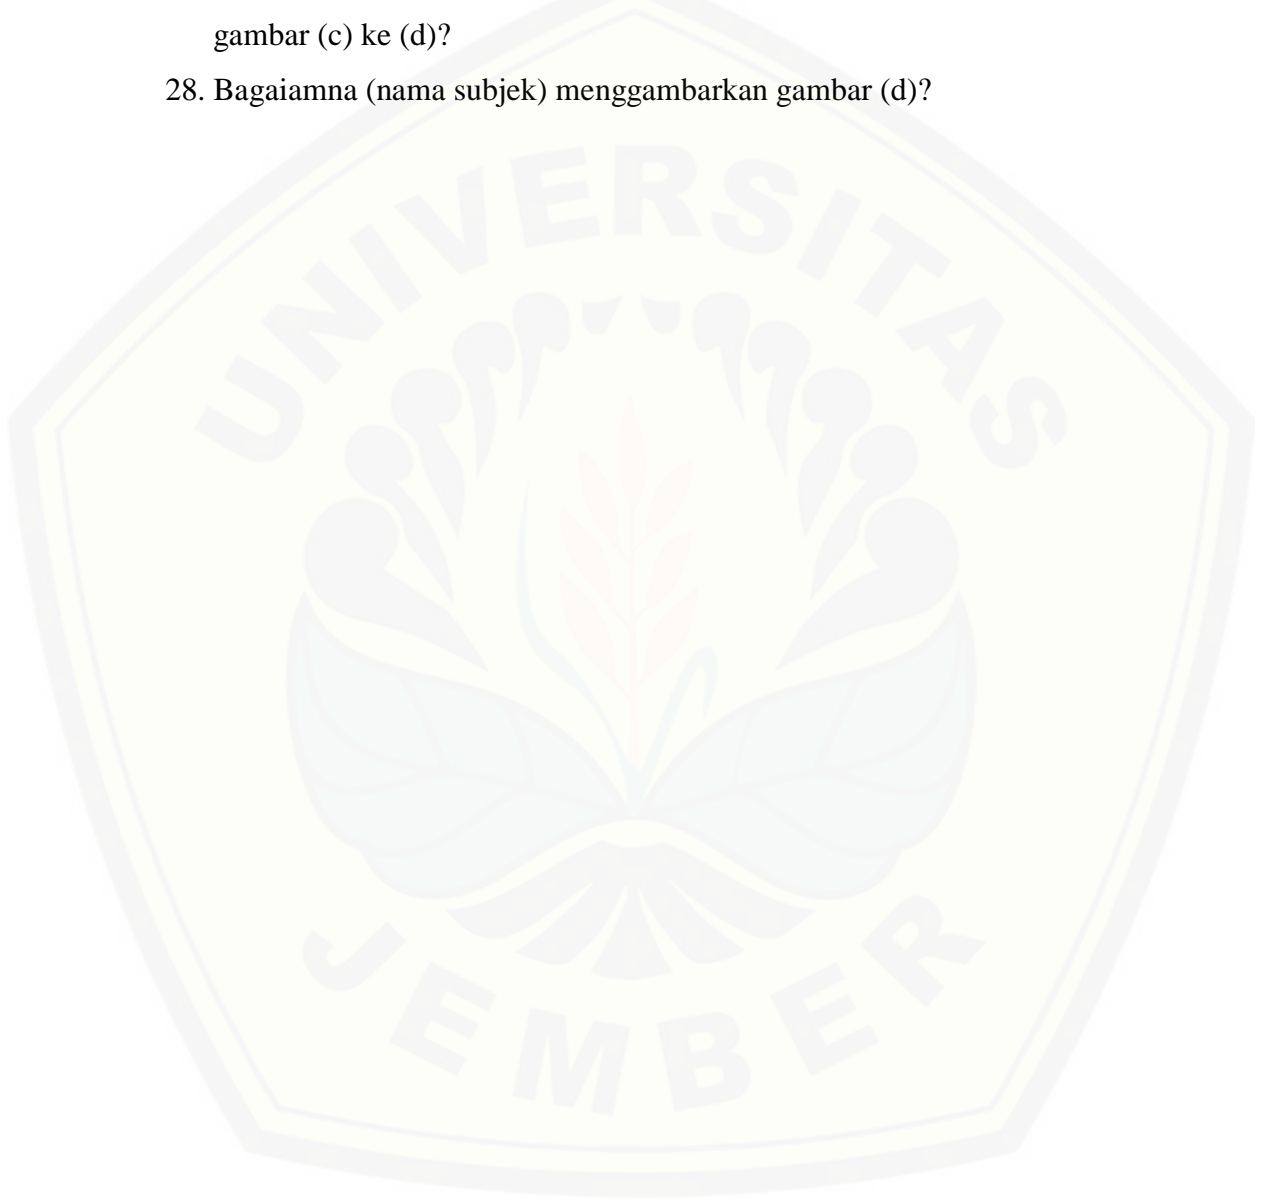 gambar (c) ke (d)?
28. Bagaiamna (nama subjek) menggambarkan gambar (d)?
UNIVERSITAS
JEMBER